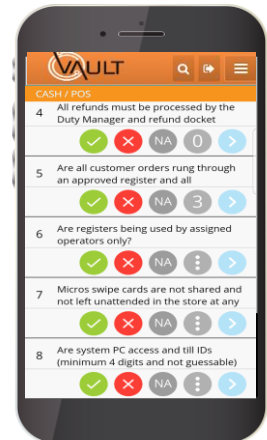 VAULT
CASH / POS
4 All refunds must be processed by the
Duty Manager and refund docket
NA 0
5 Are all customer orders rung through
an approved register and all
NA 3
6 Are registers being used by assigned
operators only?
NA
7 Micros swipe cards are not shared and
not left unattended in the store at any
NA
8 Are system PC access and till IDs
(minimum 4 digits and not guessable)
NA